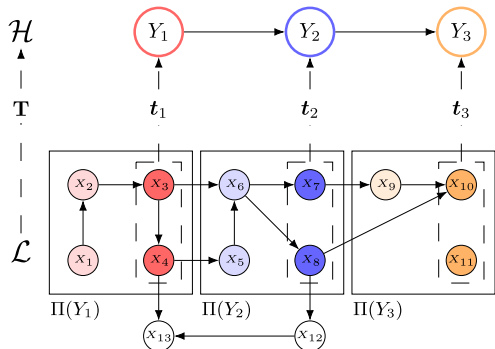 ℋ Y₁ Y₂ Y₃
T t₁ t₂ t₃
X₂ X₃ X₆ X₇ X₉ X₁₀
ℒ X₁ X₄ X₅ X₈ X₁₁
Π(Y₁) Π(Y₂) Π(Y₃)
X₁₃ X₁₂